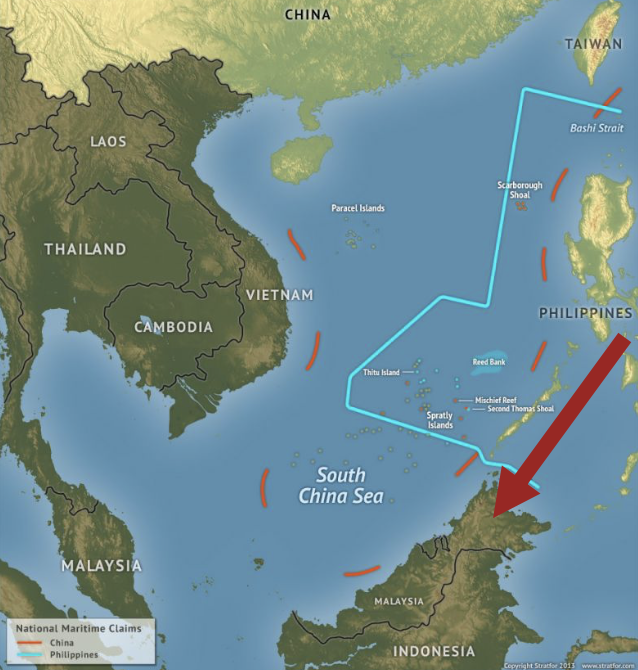 CHINA
TAIWAN
Bashi Strait
LAOS
Scarborough
Shoal
Paracel Islands
THAILAND
VIETNAM
PHILIPPINES
CAMBODIA
Reed Bank
Thitu Island
Mischief Reef
Second Thomas Shoal
Spratly
Islands
South
China Sea
MALAYSIA
MALAYSIA
INDONESIA
National Maritime Claims
China
Philippines
Copyright Stratfor 2013 www.stratfor.com